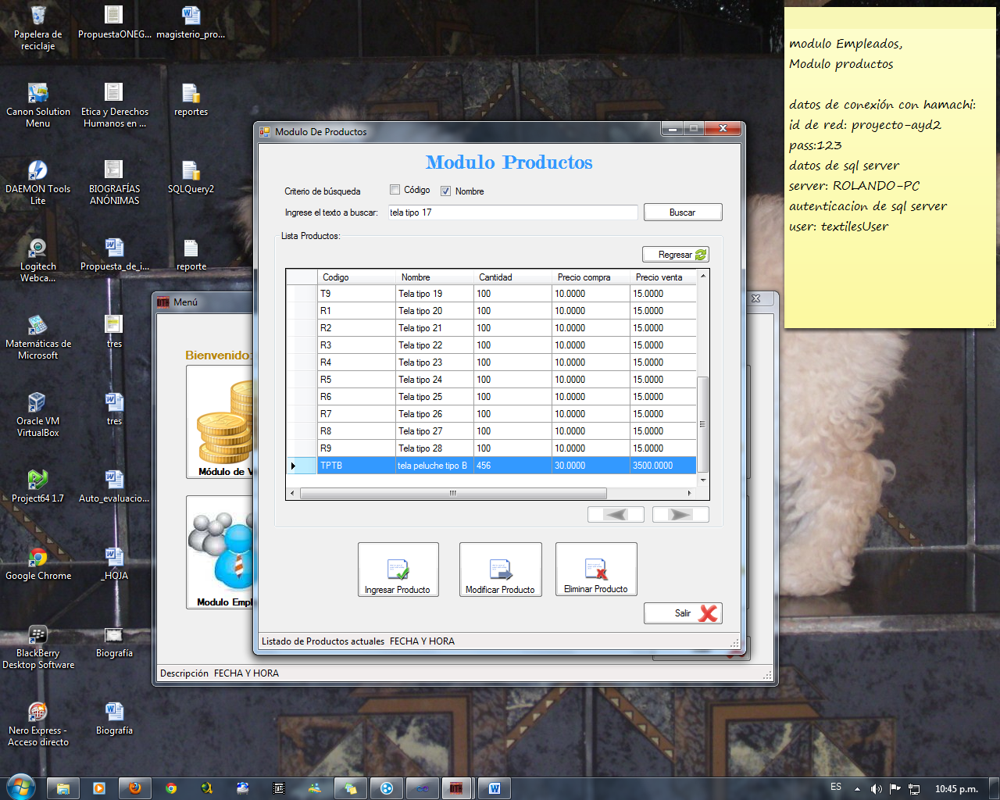 Papelera de
reciclaje
PropuestaONEG...
magisterio_pro...
Canon Solution
Menu
Etica y Derechos
Humanos en ...
reportes
DAEMON Tools
Lite
BIOGRAFÍAS
ANÓNIMAS
SQLQuery2
Logitech
Webca...
Propuesta_de_i...
reporte
Matemáticas de
Microsoft
tres
Oracle VM
VirtualBox
tres
Project64 1.7
Auto_evaluacio...
Google Chrome
_HOJA
BlackBerry
Desktop Software
Biografía
Nero Express -
Acceso directo
Biografía
modulo Empleados,
Modulo productos
datos de conexión con hamachi:
id de red: proyecto-ayd2
pass:123
datos de sql server
server: ROLANDO-PC
autenticacion de sql server
user: textilesUser
Menú
Bienvenido:
Módulo de V
Modulo Empl
Descripción FECHA Y HORA
Modulo De Productos
Modulo Productos
Criterio de búsqueda Código Nombre
Ingrese el texto a buscar: tela tipo 17 Buscar
Lista Productos:
Regresar
Codigo Nombre Cantidad Precio compra Precio venta
T9 Tela tipo 19 100 10.0000 15.0000
R1 Tela tipo 20 100 10.0000 15.0000
R2 Tela tipo 21 100 10.0000 15.0000
R3 Tela tipo 22 100 10.0000 15.0000
R4 Tela tipo 23 100 10.0000 15.0000
R5 Tela tipo 24 100 10.0000 15.0000
R6 Tela tipo 25 100 10.0000 15.0000
R7 Tela tipo 26 100 10.0000 15.0000
R8 Tela tipo 27 100 10.0000 15.0000
R9 Tela tipo 28 100 10.0000 15.0000
TPTB tela peluche tipo B 456 30.0000 3500.0000
Ingresar Producto
Modificar Producto
Eliminar Producto
Salir
Listado de Productos actuales FECHA Y HORA
ES
10:45 p.m.